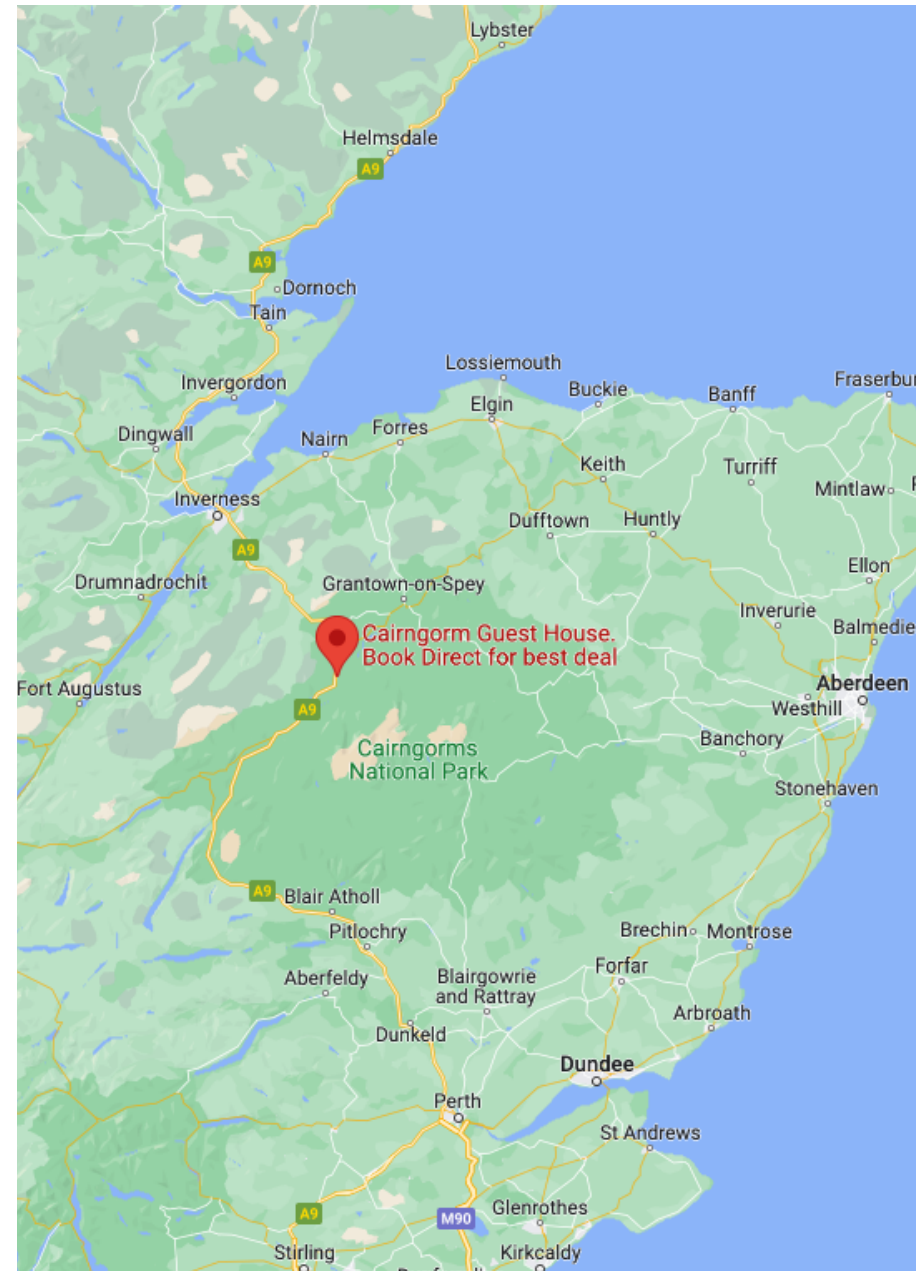 Lybster
Helmsdale
A9
A9
Dornoch
Tain
Lossiemouth
Invergordon
Buckie
Banff
Fraserbur
Elgin
Dingwall
Nairn
Forres
Keith
Turriff
Mintlaw
Inverness
Dufftown
Huntly
A9
Ellon
Drumnadrochit
Grantown-on-Spey
Inverurie
Balmedie
Cairngorm Guest House.
Book Direct for best deal
Fort Augustus
Aberdeen
A9
Westhill
Banchory
Cairngorms
National Park
Stonehaven
A9
Blair Atholl
Pitlochry
Brechin
Montrose
Aberfeldy
Blairgowrie
and Rattray
Forfar
Arbroath
Dunkeld
Dundee
Perth
St Andrews
A9
M90
Glenrothes
Stirling
Kirkcaldy